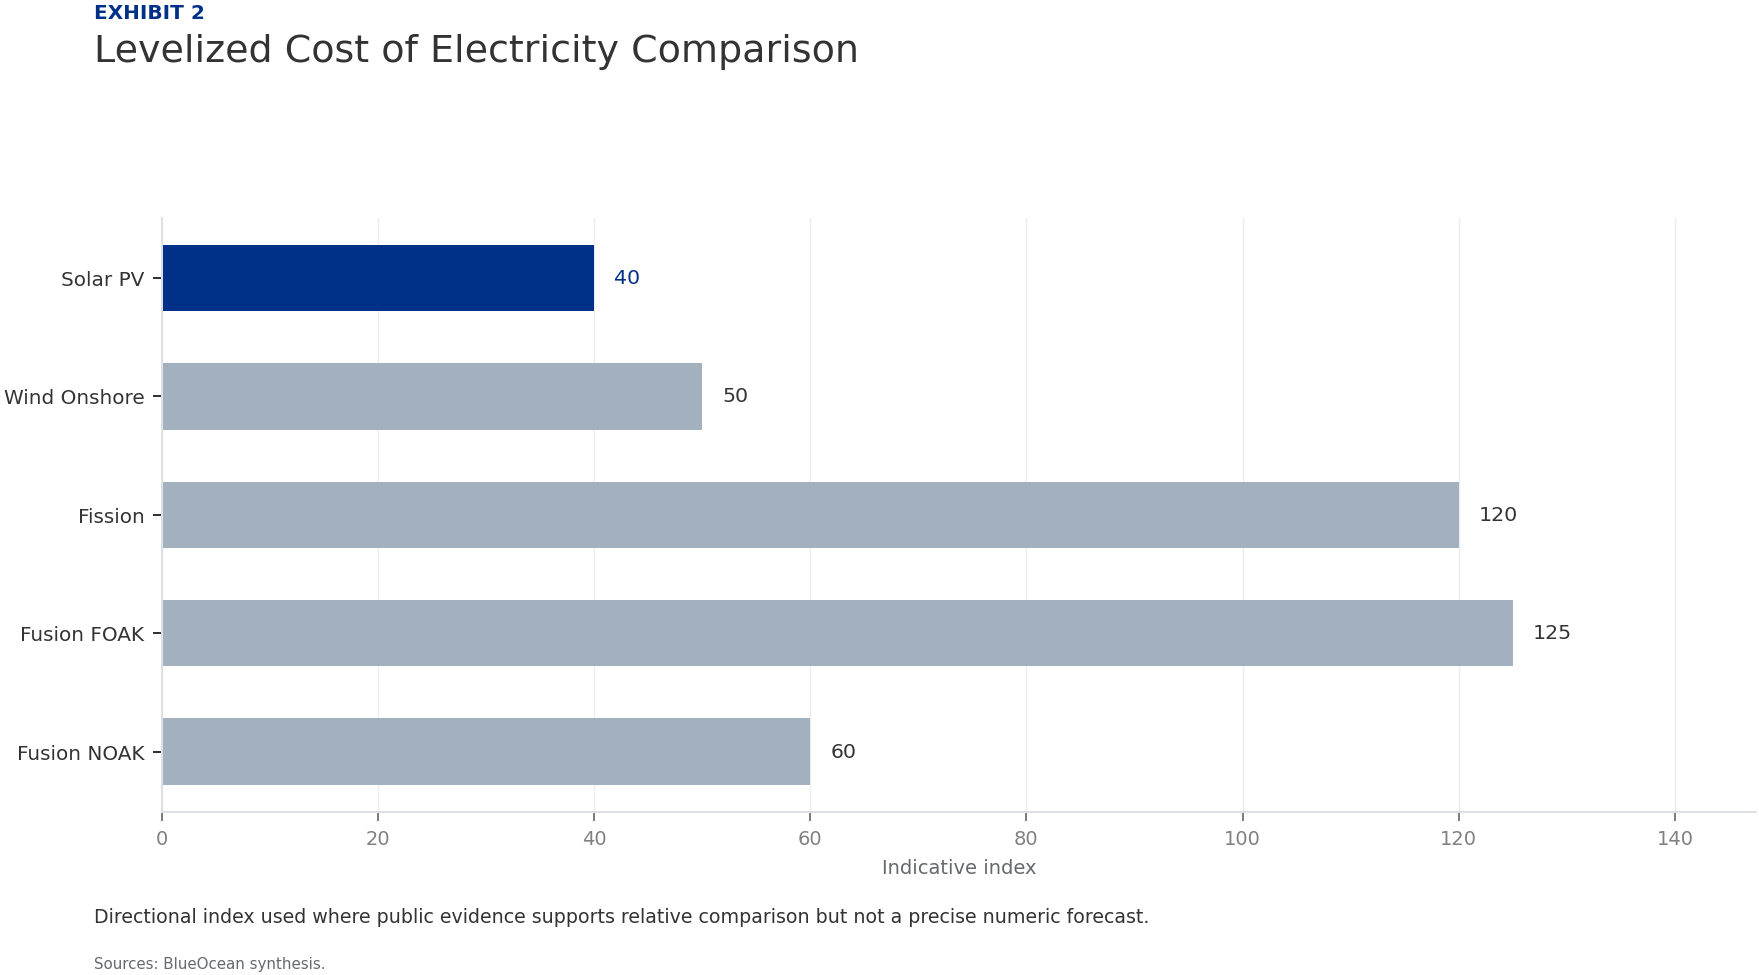 EXHIBIT 2
Levelized Cost of Electricity Comparison
Solar PV
40
Wind Onshore
50
Fission
120
Fusion FOAK
125
Fusion NOAK
60
0 20 40 60 80 100 120 140
Indicative index
Directional index used where public evidence supports relative comparison but not a precise numeric forecast.
Sources: BlueOcean synthesis.